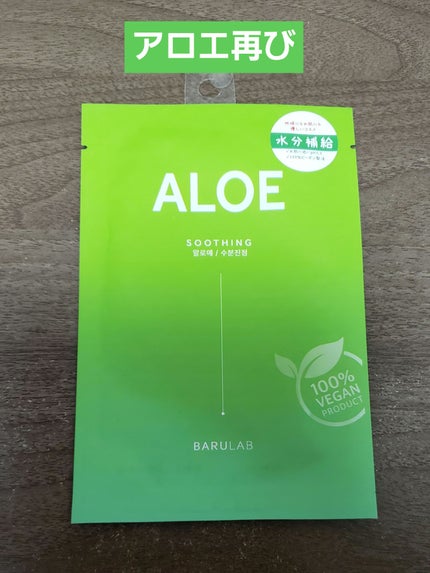 アロエ再び
水分補給
ALOE
SOOTHING
알로에 / 수분진정
100%
VEGAN
PRODUCT
BARULAB